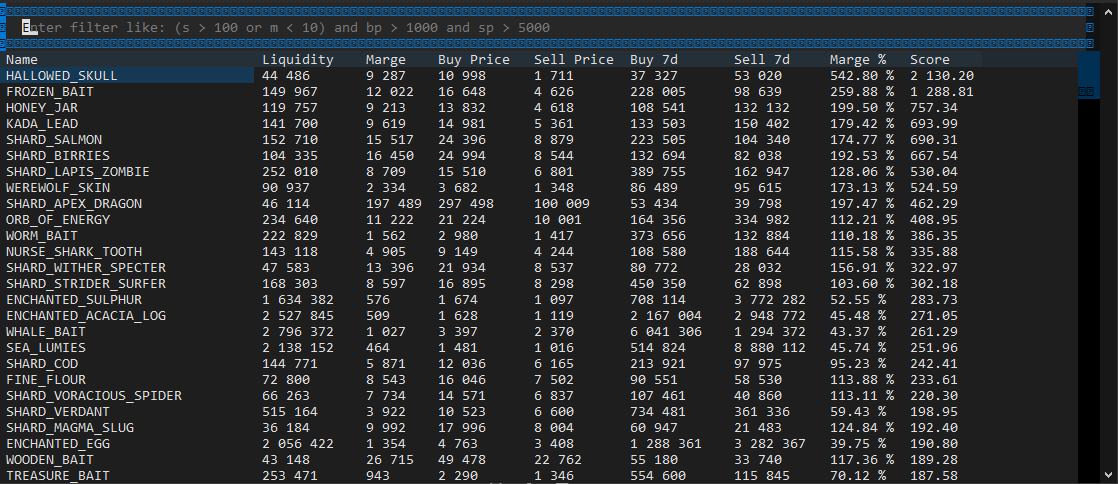 Enter filter like: (s > 100 or m < 10) and bp > 1000 and sp > 5000
Name Liquidity Marge Buy Price Sell Price Buy 7d Sell 7d Marge % Score
HALLOWED_SKULL 44 486 9 287 10 998 1 711 37 327 53 020 542.80 % 2 130.20
FROZEN_BAIT 149 967 12 022 16 648 4 626 228 005 98 639 259.88 % 1 288.81
HONEY_JAR 119 757 9 213 13 832 4 618 108 541 132 132 199.50 % 757.34
KADA_LEAD 141 700 9 619 14 981 5 361 133 503 150 402 179.42 % 693.99
SHARD_SALMON 152 710 15 517 24 396 8 879 223 505 104 340 174.77 % 690.31
SHARD_BIRRIES 104 335 16 450 24 994 8 544 132 694 82 038 192.53 % 667.54
SHARD_LAPIS_ZOMBIE 252 010 8 709 15 510 6 801 389 755 162 947 128.06 % 530.04
WEREWOLF_SKIN 90 937 2 334 3 682 1 348 86 489 95 615 173.13 % 524.59
SHARD_APEX_DRAGON 46 114 197 489 297 498 100 009 53 434 39 798 197.47 % 462.29
ORB_OF_ENERGY 234 640 11 222 21 224 10 001 164 356 334 982 112.21 % 408.95
WORM_BAIT 222 829 1 562 2 980 1 417 373 656 132 884 110.18 % 386.35
NURSE_SHARK_TOOTH 143 118 4 905 9 149 4 244 108 580 188 644 115.58 % 335.88
SHARD_WITHER_SPECTER 47 583 13 396 21 934 8 537 80 772 28 032 156.91 % 322.97
SHARD_STRIDER_SURFER 168 303 8 597 16 895 8 298 450 350 62 898 103.60 % 302.18
ENCHANTED_SULPHUR 1 634 382 576 1 674 1 097 708 114 3 772 282 52.55 % 283.73
ENCHANTED_ACACIA_LOG 2 527 845 509 1 628 1 119 2 167 004 2 948 772 45.48 % 271.05
WHALE_BAIT 2 796 372 1 027 3 397 2 370 6 041 306 1 294 372 43.37 % 261.29
SEA_LUMIES 2 138 152 464 1 481 1 016 514 824 8 880 112 45.74 % 251.96
SHARD_COD 144 771 5 871 12 036 6 165 213 921 97 975 95.23 % 242.41
FINE_FLOUR 72 800 8 543 16 046 7 502 90 551 58 530 113.88 % 233.61
SHARD_VORACIOUS_SPIDER 66 263 7 734 14 571 6 837 107 461 40 860 113.11 % 220.30
SHARD_VERDANT 515 164 3 922 10 523 6 600 734 481 361 336 59.43 % 198.95
SHARD_MAGMA_SLUG 36 184 9 992 17 996 8 004 60 947 21 483 124.84 % 192.40
ENCHANTED_EGG 2 056 422 1 354 4 763 3 408 1 288 361 3 282 367 39.75 % 190.80
WOODEN_BAIT 43 148 26 715 49 478 22 762 55 180 33 740 117.36 % 189.28
TREASURE_BAIT 253 471 943 2 290 1 346 554 600 115 845 70.12 % 187.58